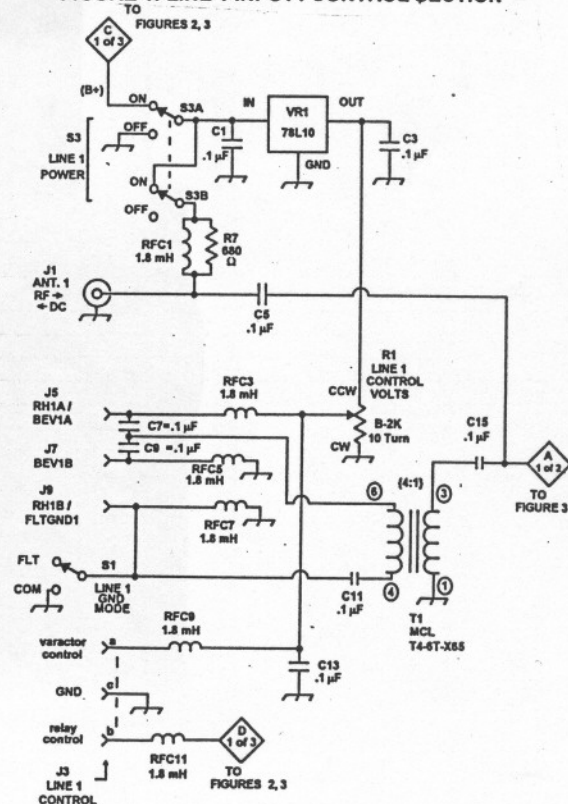 TO
FIGURES 2, 3
C
1 of 3
(B+)
ON
S3A
IN
VR1
78L10
OUT
OFF
C1
.1 µF
GND
C3
.1 µF
S3
LINE 1
POWER
ON
S3B
OFF
RFC1
1.8 mH
R7
680
Ω
J1
ANT. 1
RF →
← DC
C5
.1 µF
R1
LINE 1
CONTROL
VOLTS
J5
RH1A /
BEV1A
RFC3
1.8 mH
CCW
C7=.1 µF
B-2K
10 Turn
C15
.1 µF
C9 =.1 µF
CW
J7
BEV1B
RFC5
1.8 mH
A
1 of 2
TO
FIGURE 3
J9
RH1B /
FLTGND1
RFC7
1.8 mH
6
{4:1}
3
FLT
S1
COM
LINE 1
GND
MODE
C11
.1 µF
4
1
T1
MCL
T4-6T-X65
RFC9
1.8 mH
varactor
control
a
C13
.1 µF
GND
c
relay
control
b
D
1 of 3
RFC11
1.8 mH
TO
FIGURES 2, 3
J3
LINE 1
CONTROL